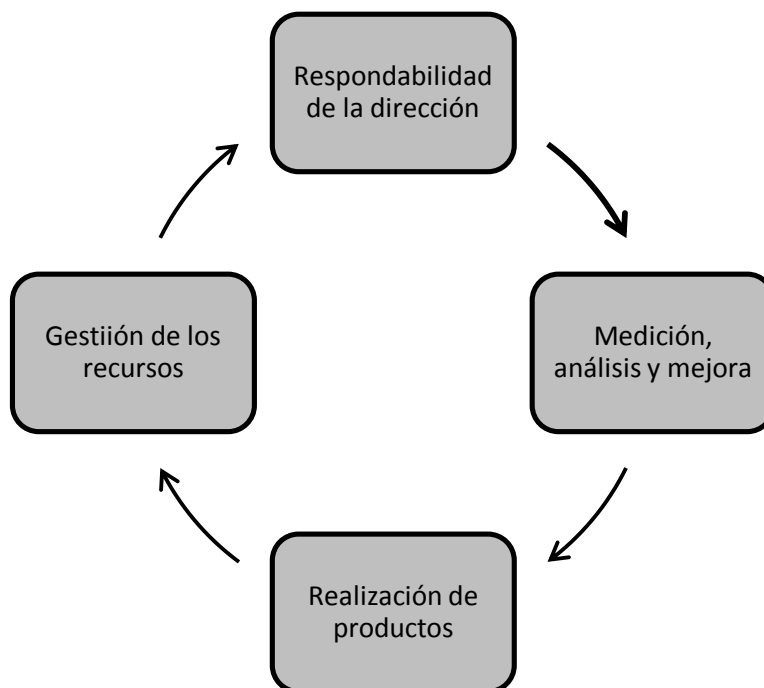 Respondabilidad
de la dirección
Gestiión de los
recursos
Medición,
análisis y mejora
Realización de
productos